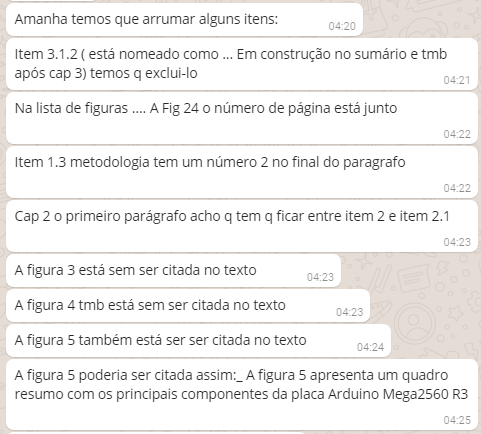 Amanha temos que arrumar alguns itens:
04:20
Item 3.1.2 ( está nomeado como ... Em construção no sumário e tmb
após cap 3) temos q exclui-lo
04:21
Na lista de figuras .... A Fig 24 o número de página está junto
04:22
Item 1.3 metodologia tem um número 2 no final do paragrafo
04:22
Cap 2 o primeiro parágrafo acho q tem q ficar entre item 2 e item 2.1
04:23
A figura 3 está sem ser citada no texto
04:23
A figura 4 tmb está sem ser citada no texto
04:23
A figura 5 também está ser ser citada no texto
04:24
A figura 5 poderia ser citada assim:_ A figura 5 apresenta um quadro
resumo com os principais componentes da placa Arduino Mega2560 R3
04:25